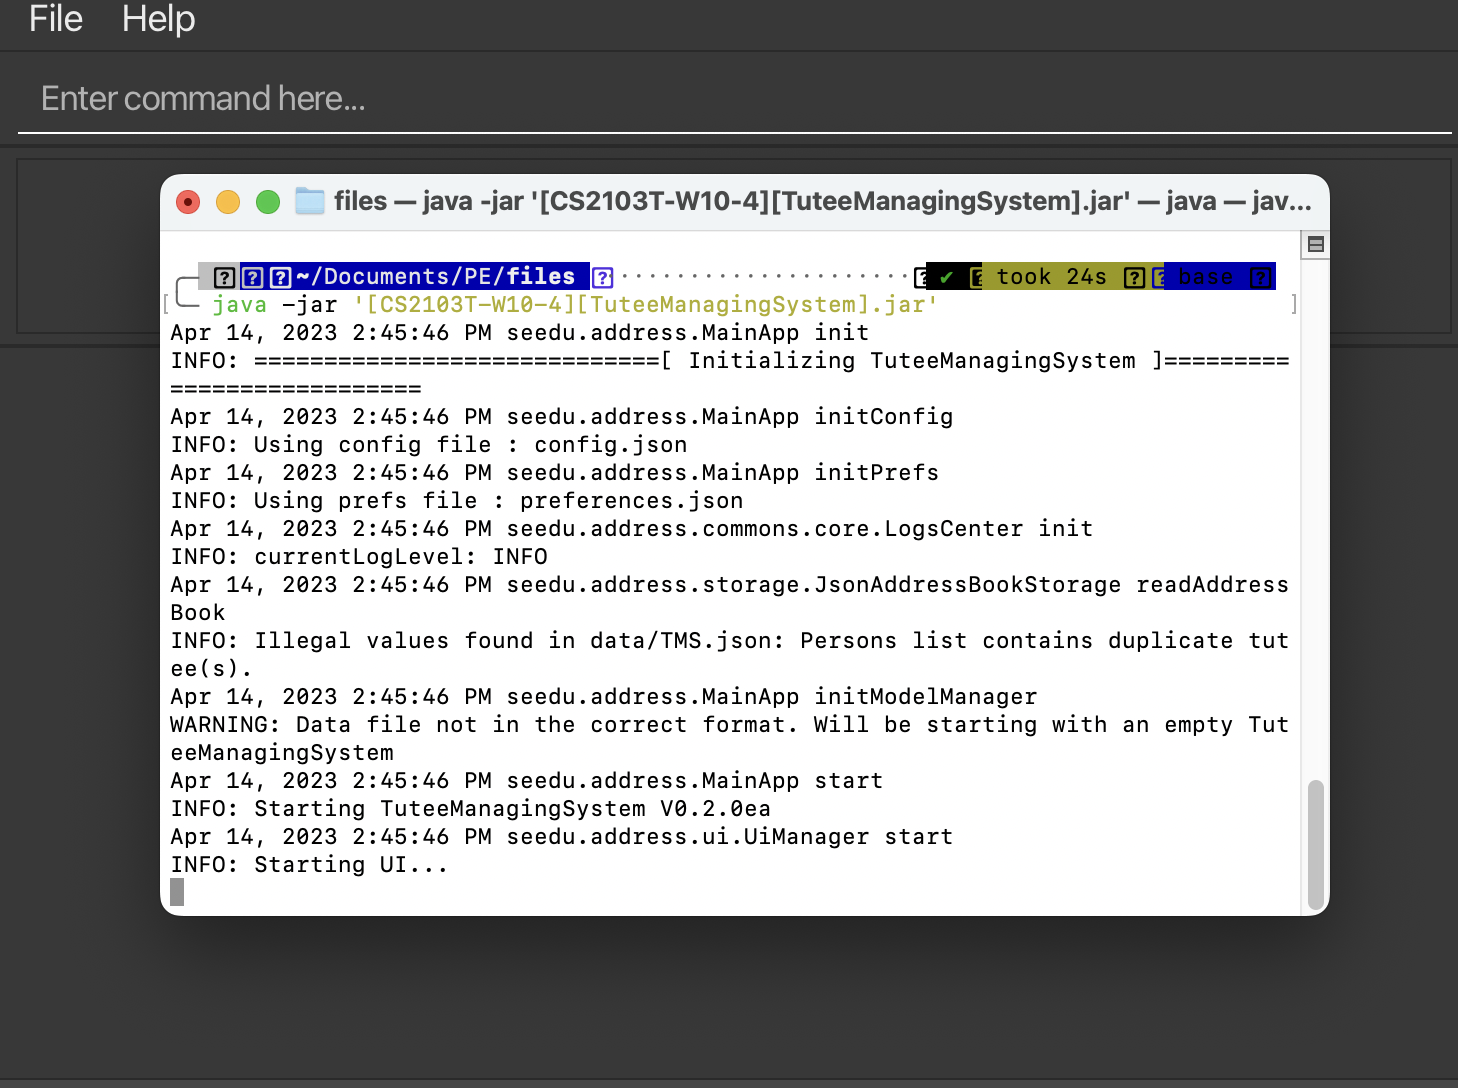 File Help
Enter command here...
files — java -jar '[CS2103T-W10-4][TuteeManagingSystem].jar' — java — jav...
~/Documents/PE/files ✔ took 24s base
java -jar '[CS2103T-W10-4][TuteeManagingSystem].jar'
Apr 14, 2023 2:45:46 PM seedu.address.MainApp init
INFO: =============================[ Initializing TuteeManagingSystem ]=========
==================
Apr 14, 2023 2:45:46 PM seedu.address.MainApp initConfig
INFO: Using config file : config.json
Apr 14, 2023 2:45:46 PM seedu.address.MainApp initPrefs
INFO: Using prefs file : preferences.json
Apr 14, 2023 2:45:46 PM seedu.address.commons.core.LogsCenter init
INFO: currentLogLevel: INFO
Apr 14, 2023 2:45:46 PM seedu.address.storage.JsonAddressBookStorage readAddress
Book
INFO: Illegal values found in data/TMS.json: Persons list contains duplicate tut
ee(s).
Apr 14, 2023 2:45:46 PM seedu.address.MainApp initModelManager
WARNING: Data file not in the correct format. Will be starting with an empty Tut
eeManagingSystem
Apr 14, 2023 2:45:46 PM seedu.address.MainApp start
INFO: Starting TuteeManagingSystem V0.2.0ea
Apr 14, 2023 2:45:46 PM seedu.address.ui.UiManager start
INFO: Starting UI...